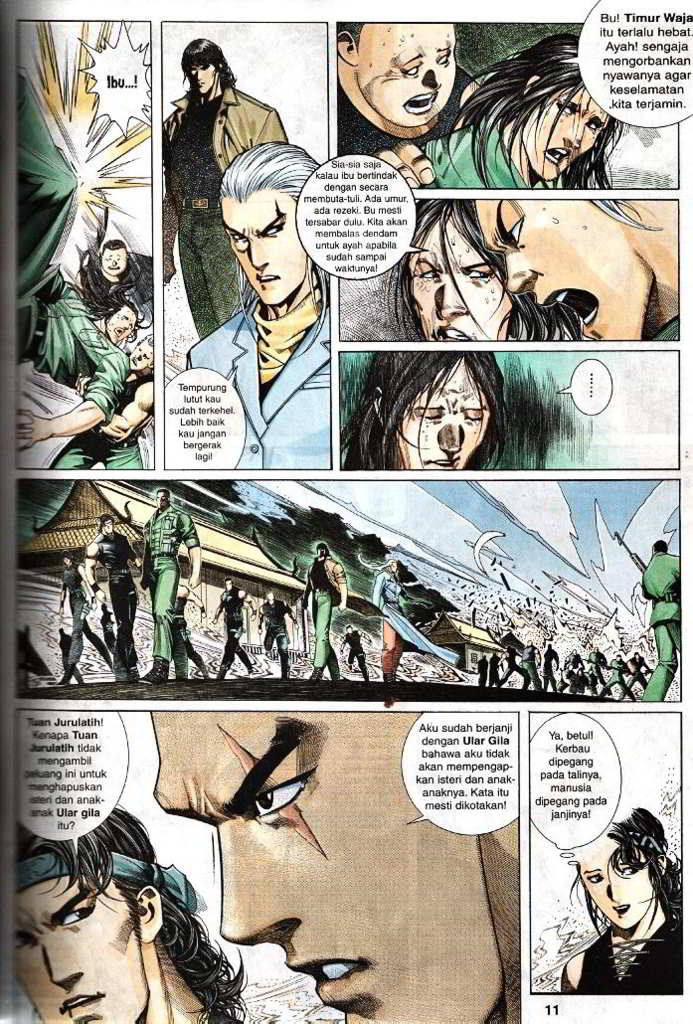 Ibu...!
Tempurung
lutut kau
sudah terkehel.
Lebih baik
kau jangan
bergerak
lagi!
Bu! Timur Waja
itu terlalu hebat.
Ayah! sengaja
mengorbankan
nyawanya agar
keselamatan
kita terjamin.
Sia-sia saja
kalau ibu bertindak
dengan secara
membuta-tuli. Ada umur,
ada rezeki. Bu mesti
tersabar dulu. Kita akan
membalas dendam
untuk ayah apabila
sudah sampai
waktunya!
......
Tuan Jurulatih!
Kenapa Tuan
Jurulatih tidak
mengambil
peluang ini untuk
menghapuskan
isteri dan anak-
anak Ular gila
itu?
Aku sudah berjanji
dengan Ular Gila
bahawa aku tidak
akan mempengap-
kan isteri dan anak-
anaknya. Kata itu
mesti dikotakan!
Ya, betul!
Kerbau
dipegang
pada talinya,
manusia
dipegang pada
janjinya!
11